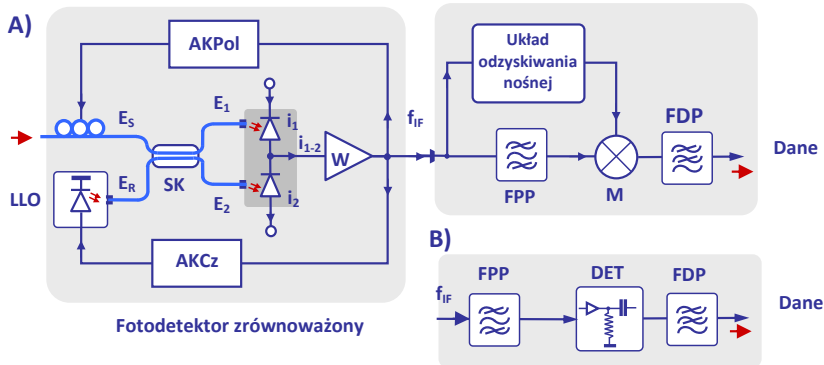 A)
AKPol
Układ
odzyskiwania
nośnej
E_S
E_1
i_1
f_IF
i_1-2
W
FDP
Dane
LLO
E_R
SK
E_2
i_2
FPP
M
AKCz
B)
FPP
DET
FDP
f_IF
Dane
Fotodetektor zrównoważony